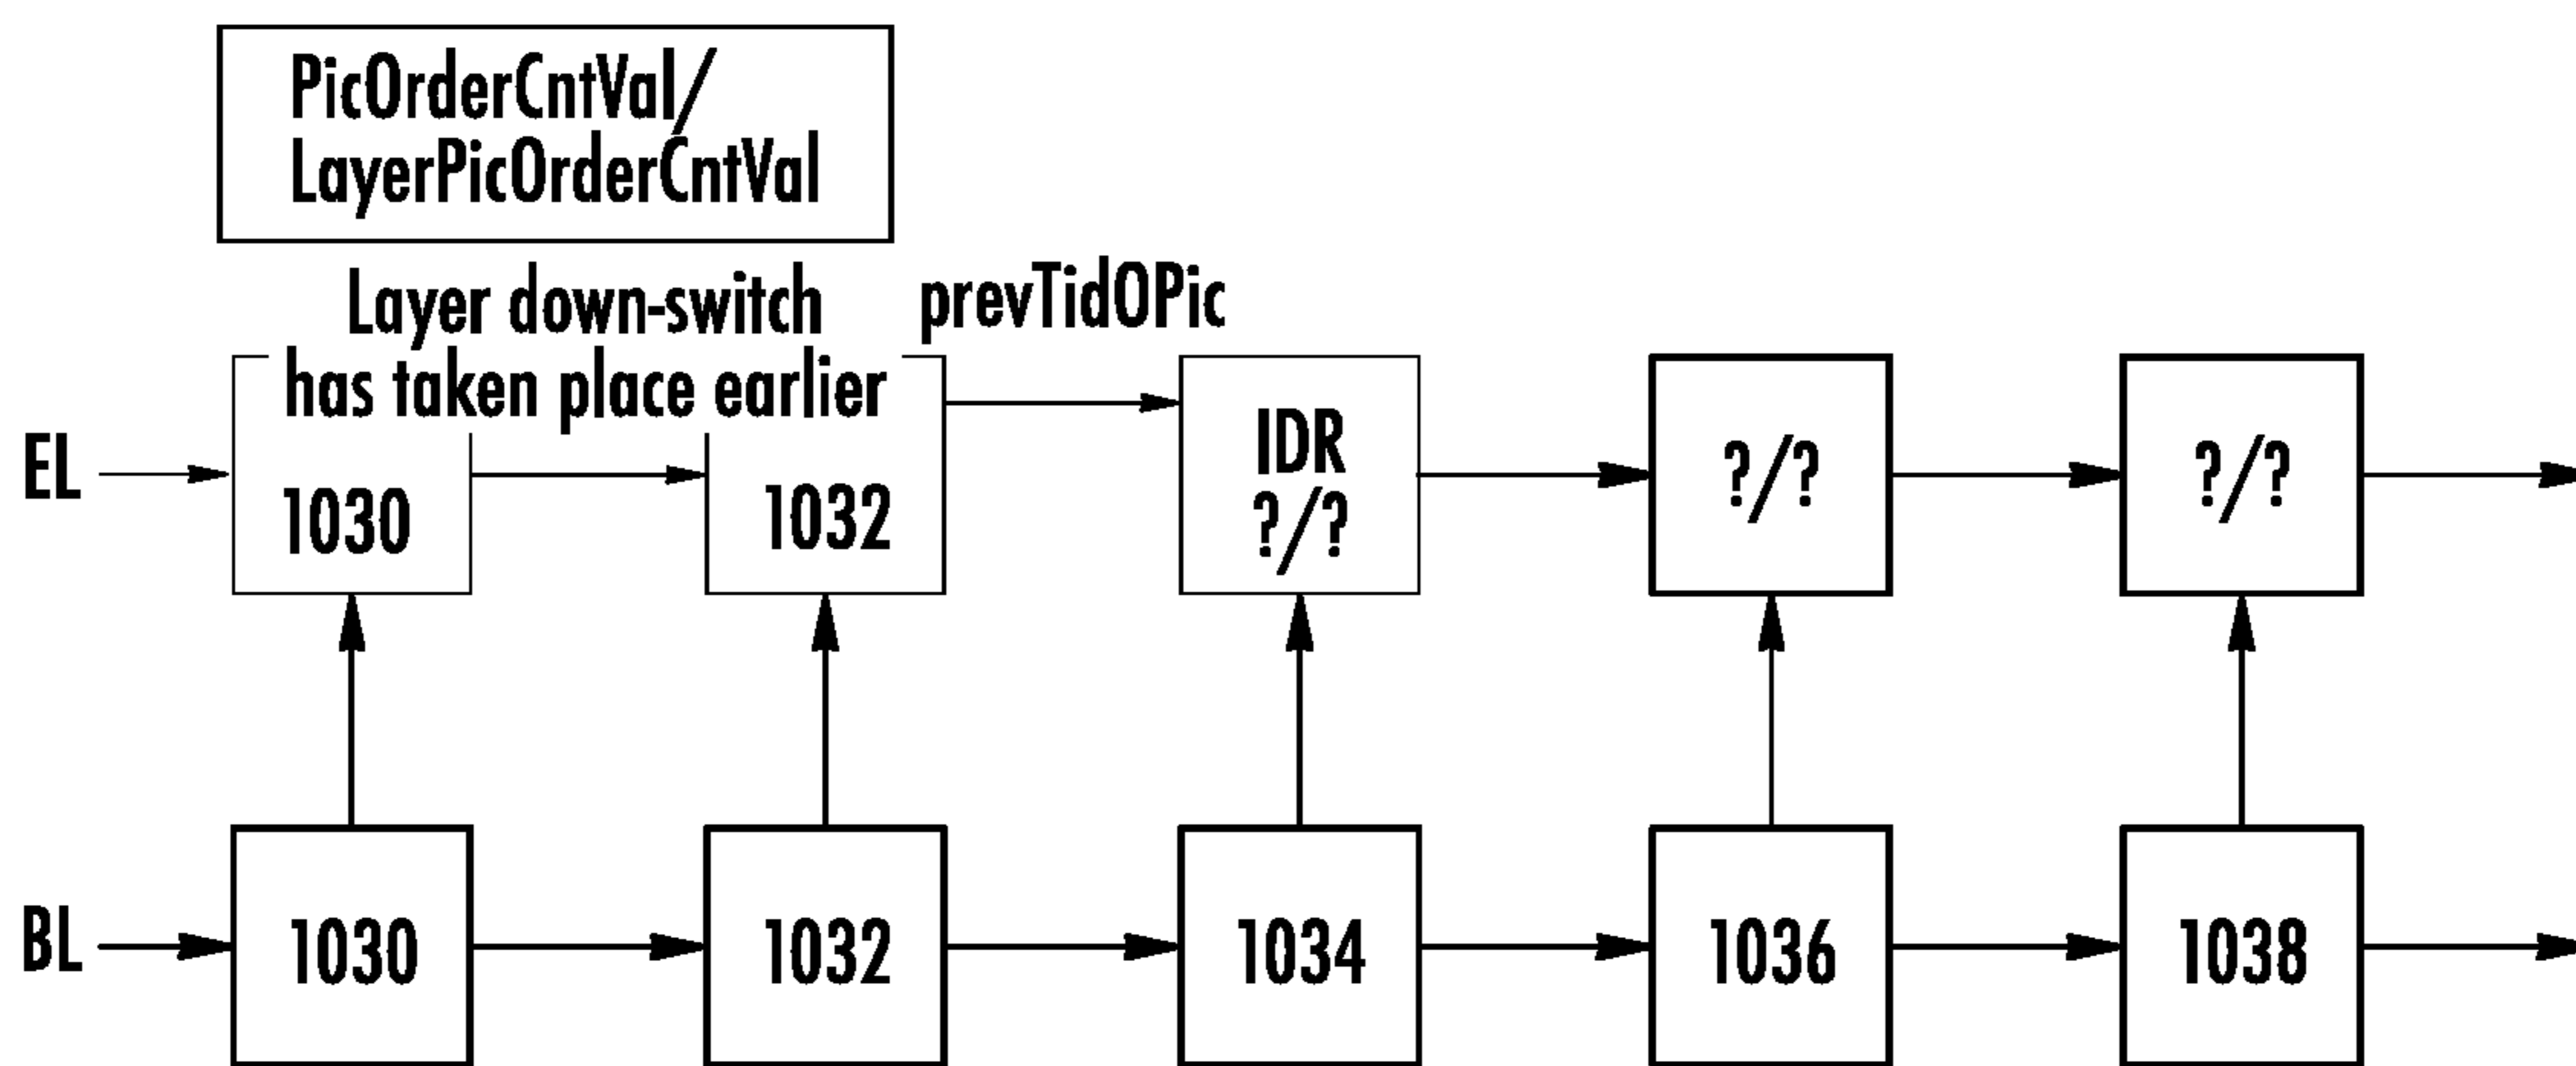 PicOrderCntVal/
LayerPicOrderCntVal
Layer down-switch
has taken place earlier
prevTidOPic
EL
1030
1032
IDR
?/?
?/?
?/?
BL
1030
1032
1034
1036
1038